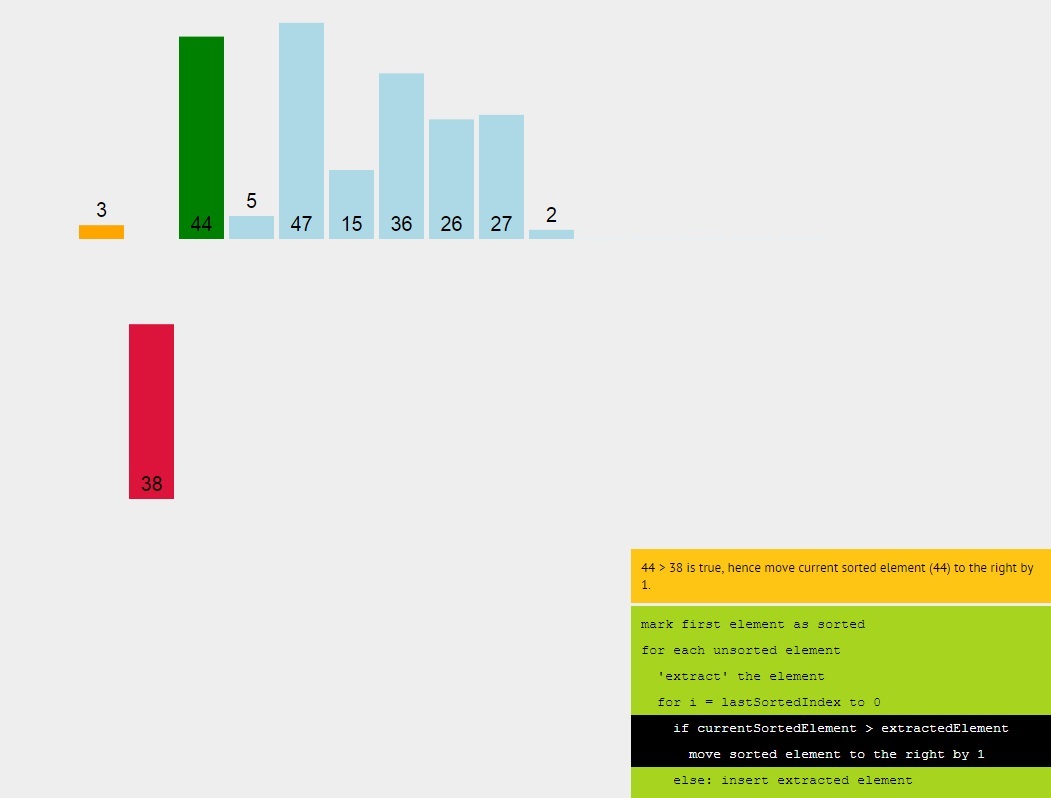 3
44
5
47
15
36
26
27
2
38
44 > 38 is true, hence move current sorted element (44) to the right by
1.
mark first element as sorted
for each unsorted element
'extract' the element
for i = lastSortedIndex to 0
if currentSortedElement > extractedElement
move sorted element to the right by 1
else: insert extracted element